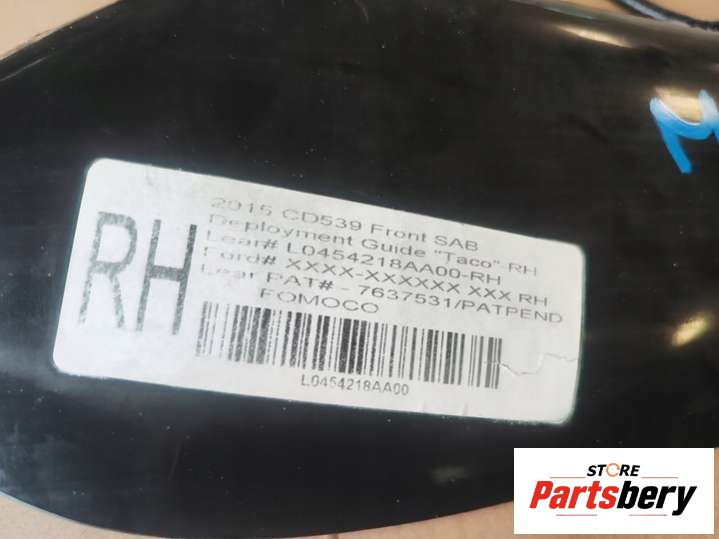 RH
2015 CD539 Front SAB
Deployment Guide "Taco"-RH
Lear# L0454218AA00-RH
Ford# XXXX-XXXXXX XXX RH
Lear PAT# - 7637531/PATPEND
FOMOCO
L0454218AA00
M
STORE
Partsbery